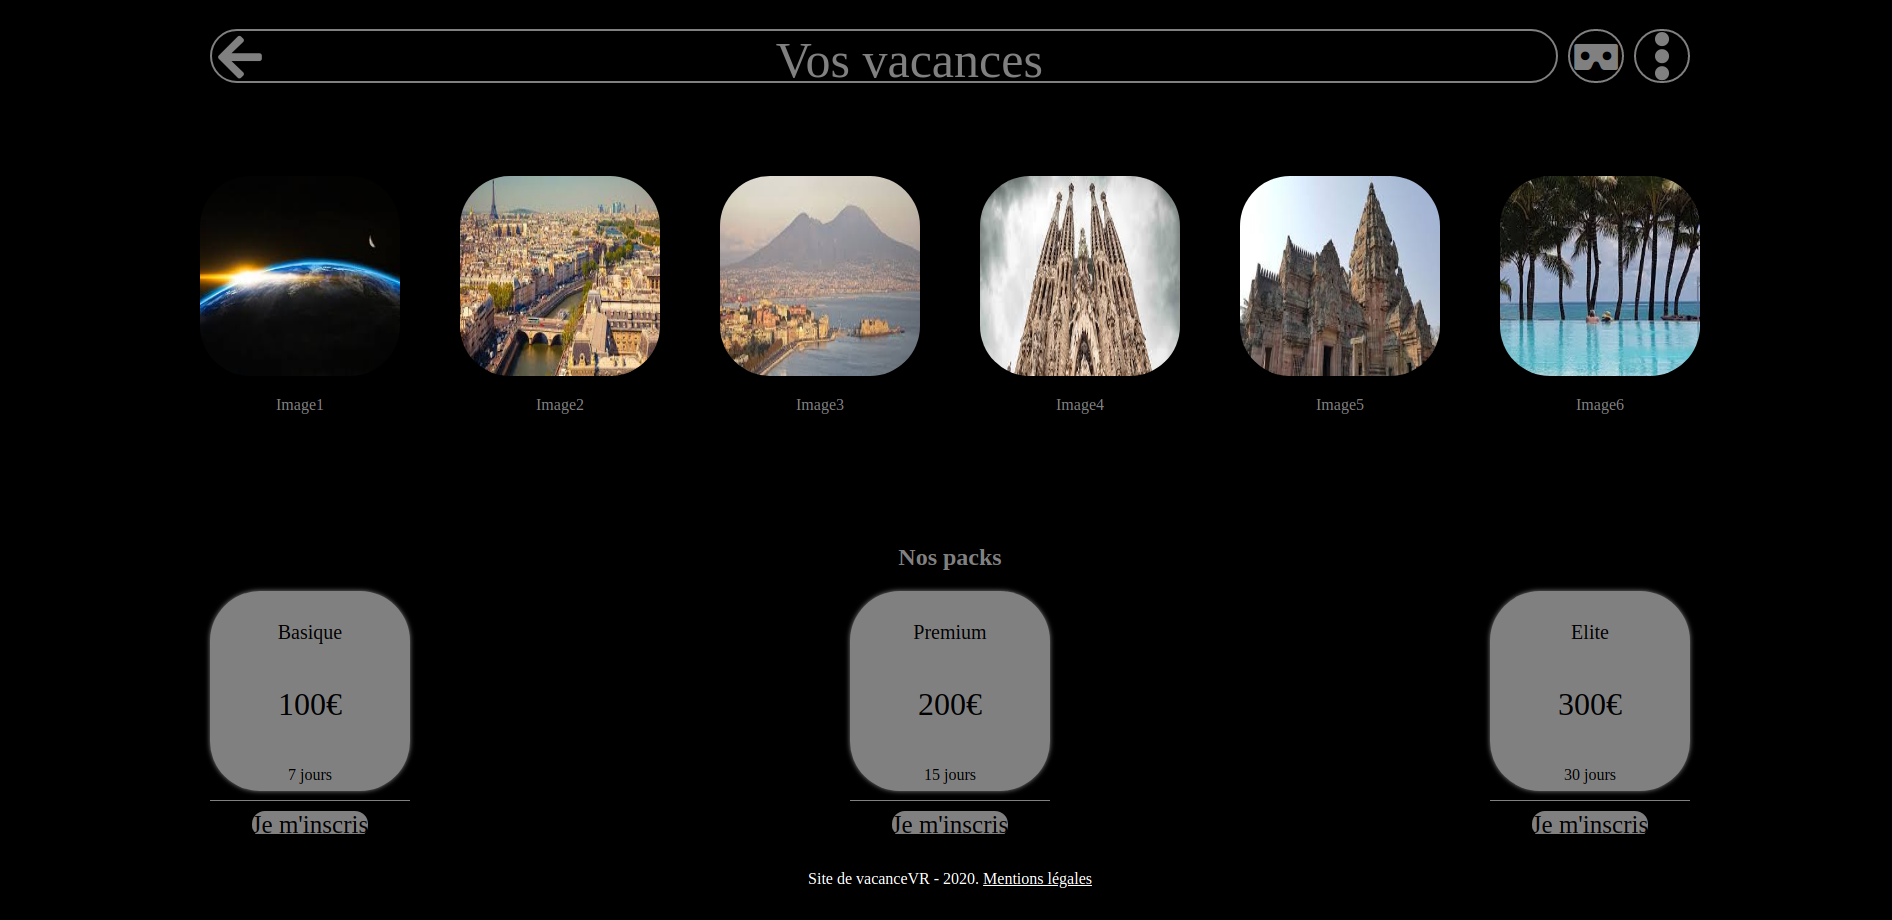 Vos vacances
Image1
Image2
Image3
Image4
Image5
Image6
Nos packs
Basique
100€
7 jours
Je m'inscris
Premium
200€
15 jours
Je m'inscris
Elite
300€
30 jours
Je m'inscris
Site de vacanceVR - 2020. Mentions légales